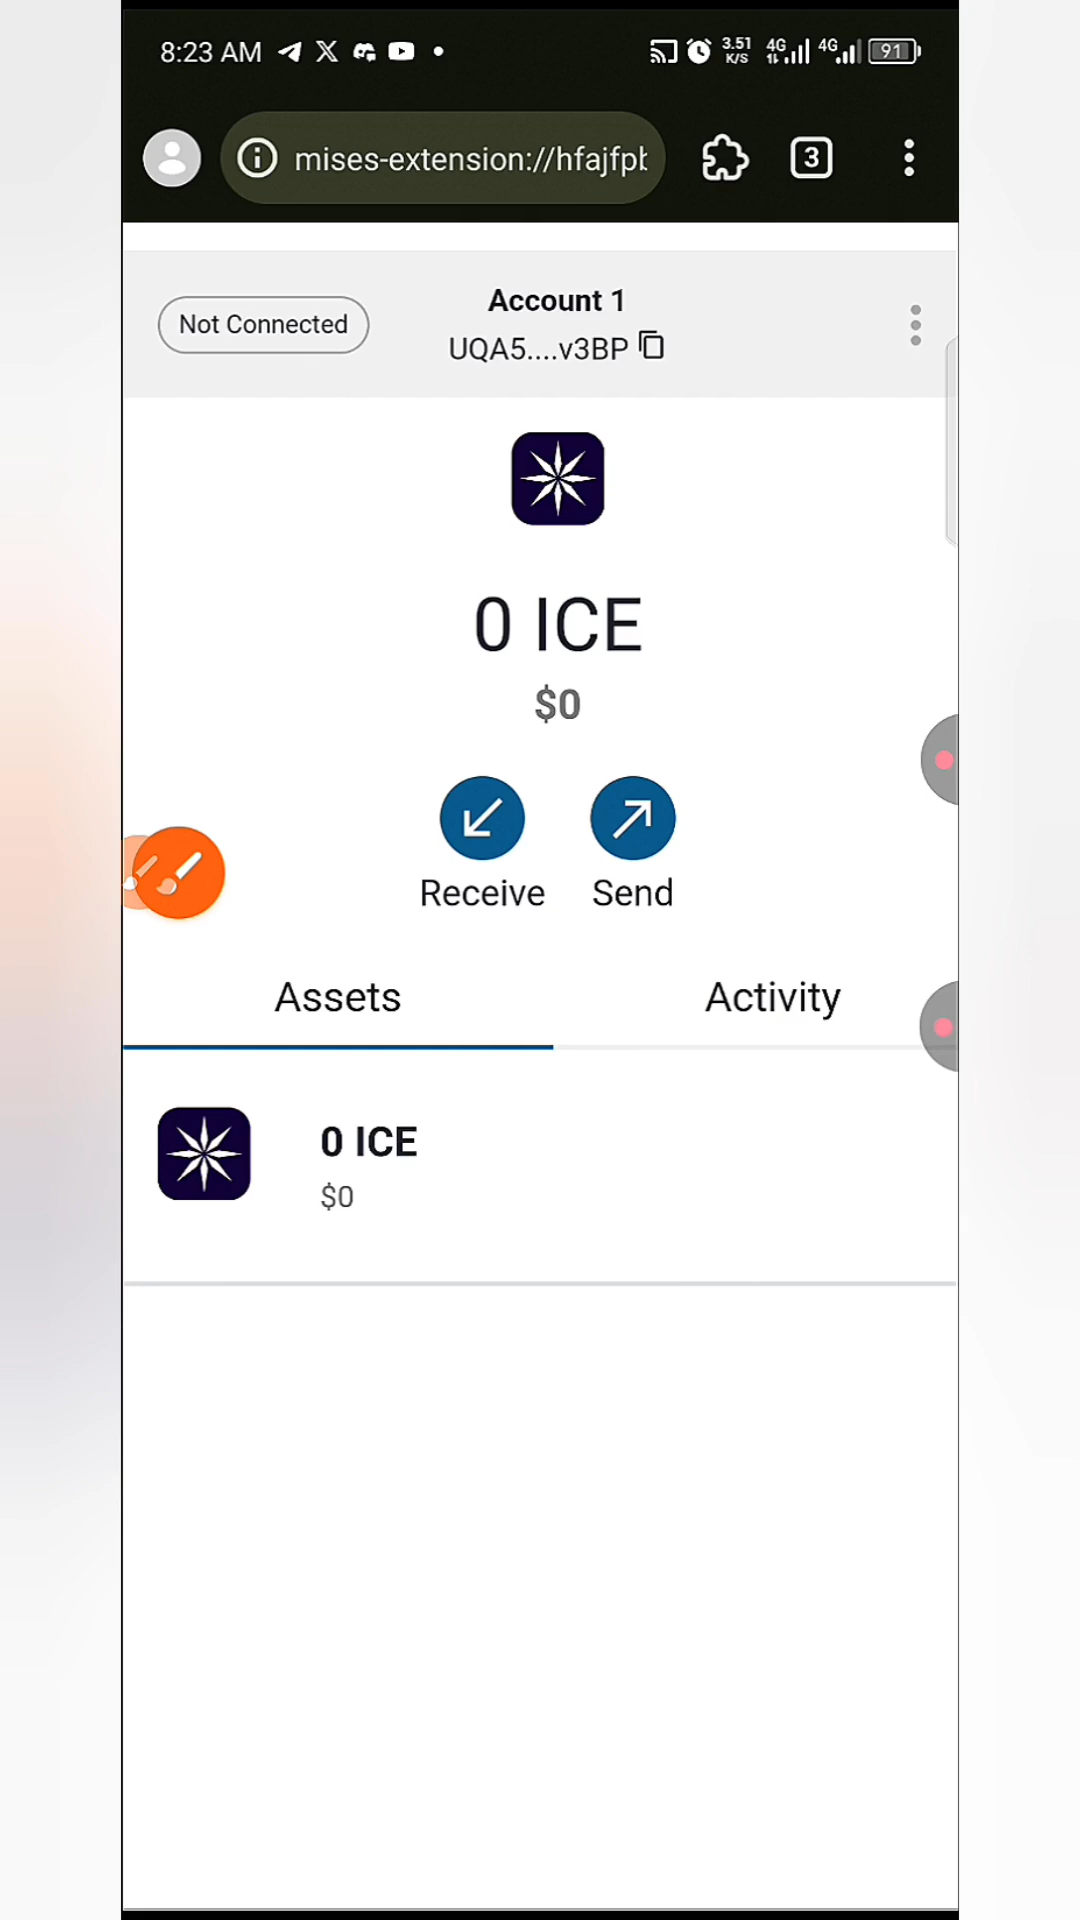 8:23 AM
3.51 K/S 4G 4G 91
mises-extension://hfajfpb
3
Not Connected
Account 1
UQA5....v3BP
0 ICE
$0
Receive Send
Assets Activity
0 ICE
$0